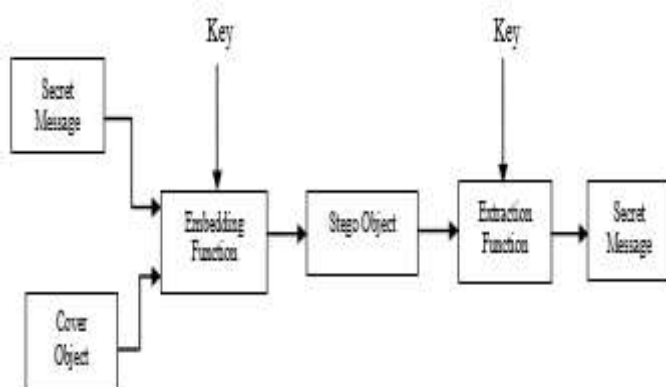 Key
Key
Secret
Message
Embedding
Function
Stego Object
Extraction
Function
Secret
Message
Cover
Object